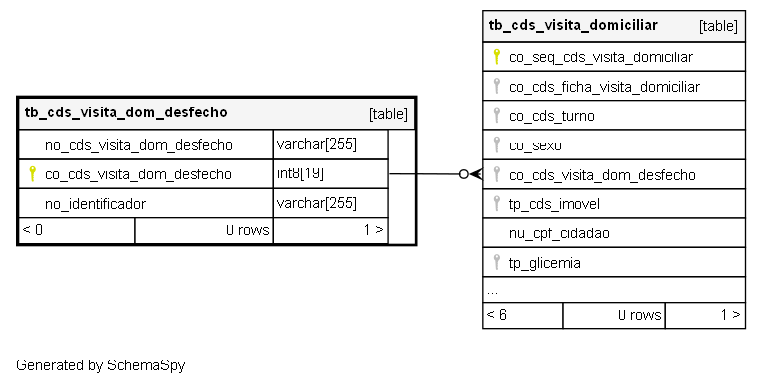 tb_cds_visita_domiciliar [table]
co_seq_cds_visita_domiciliar
co_cds_ficha_visita_domiciliar
co_cds_turno
co_sexo
co_cds_visita_dom_desfecho
tp_cds_imovel
nu_cpf_cidadao
tp_glicemia
...
< 6 0 rows 1 >
tb_cds_visita_dom_desfecho [table]
no_cds_visita_dom_desfecho varchar[255]
co_cds_visita_dom_desfecho int8[19]
no_identificador varchar[255]
< 0 0 rows 1 >
Generated by SchemaSpy